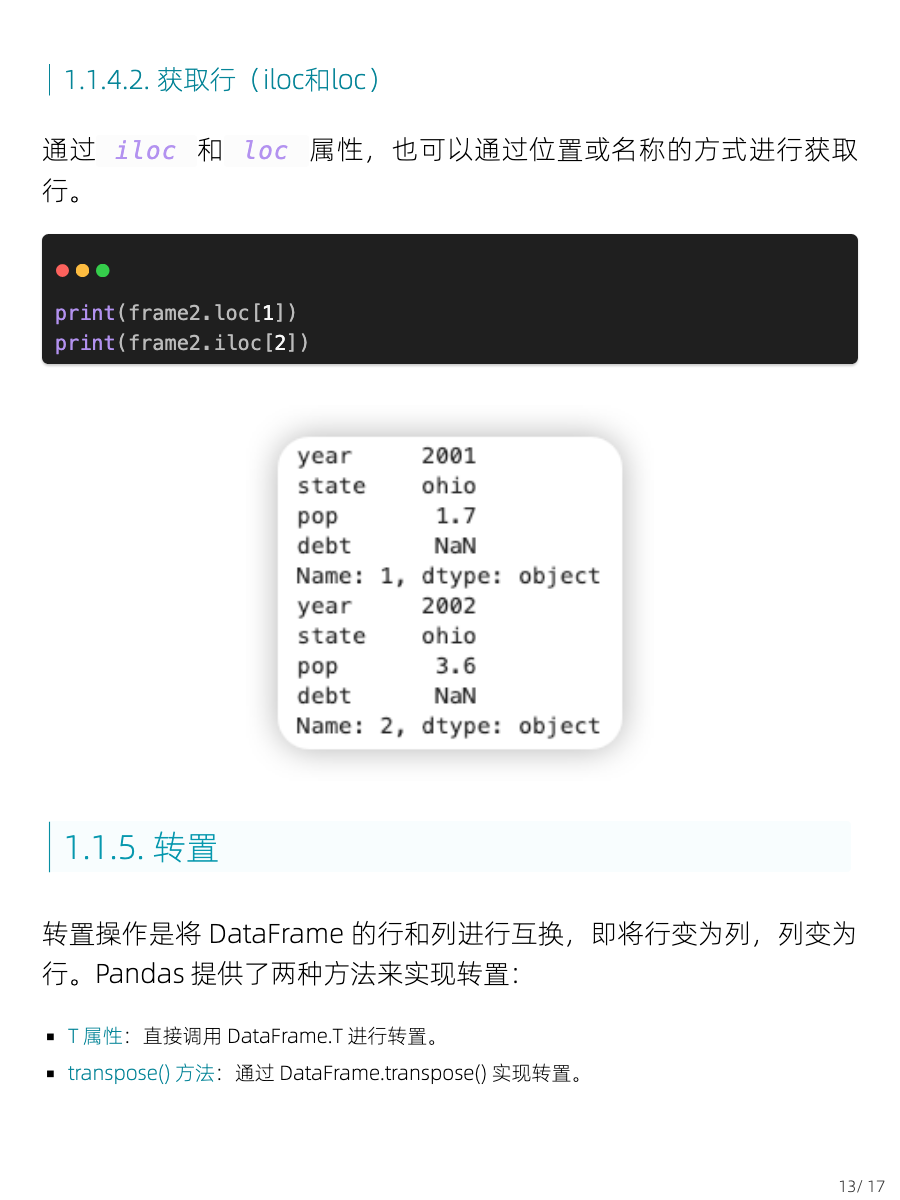 1.1.4.2. 获取行（iloc和loc）
通过 iloc 和 loc 属性，也可以通过位置或名称的方式进行获取
行。
print(frame2.loc[1])
print(frame2.iloc[2])
year     2001
state    ohio
pop       1.7
debt      NaN
Name: 1, dtype: object
year     2002
state    ohio
pop       3.6
debt      NaN
Name: 2, dtype: object
1.1.5. 转置
转置操作是将 DataFrame 的行和列进行互换，即将行变为列，列变为
行。Pandas 提供了两种方法来实现转置：
▪ T 属性：直接调用 DataFrame.T 进行转置。
▪ transpose() 方法：通过 DataFrame.transpose() 实现转置。
13/ 17